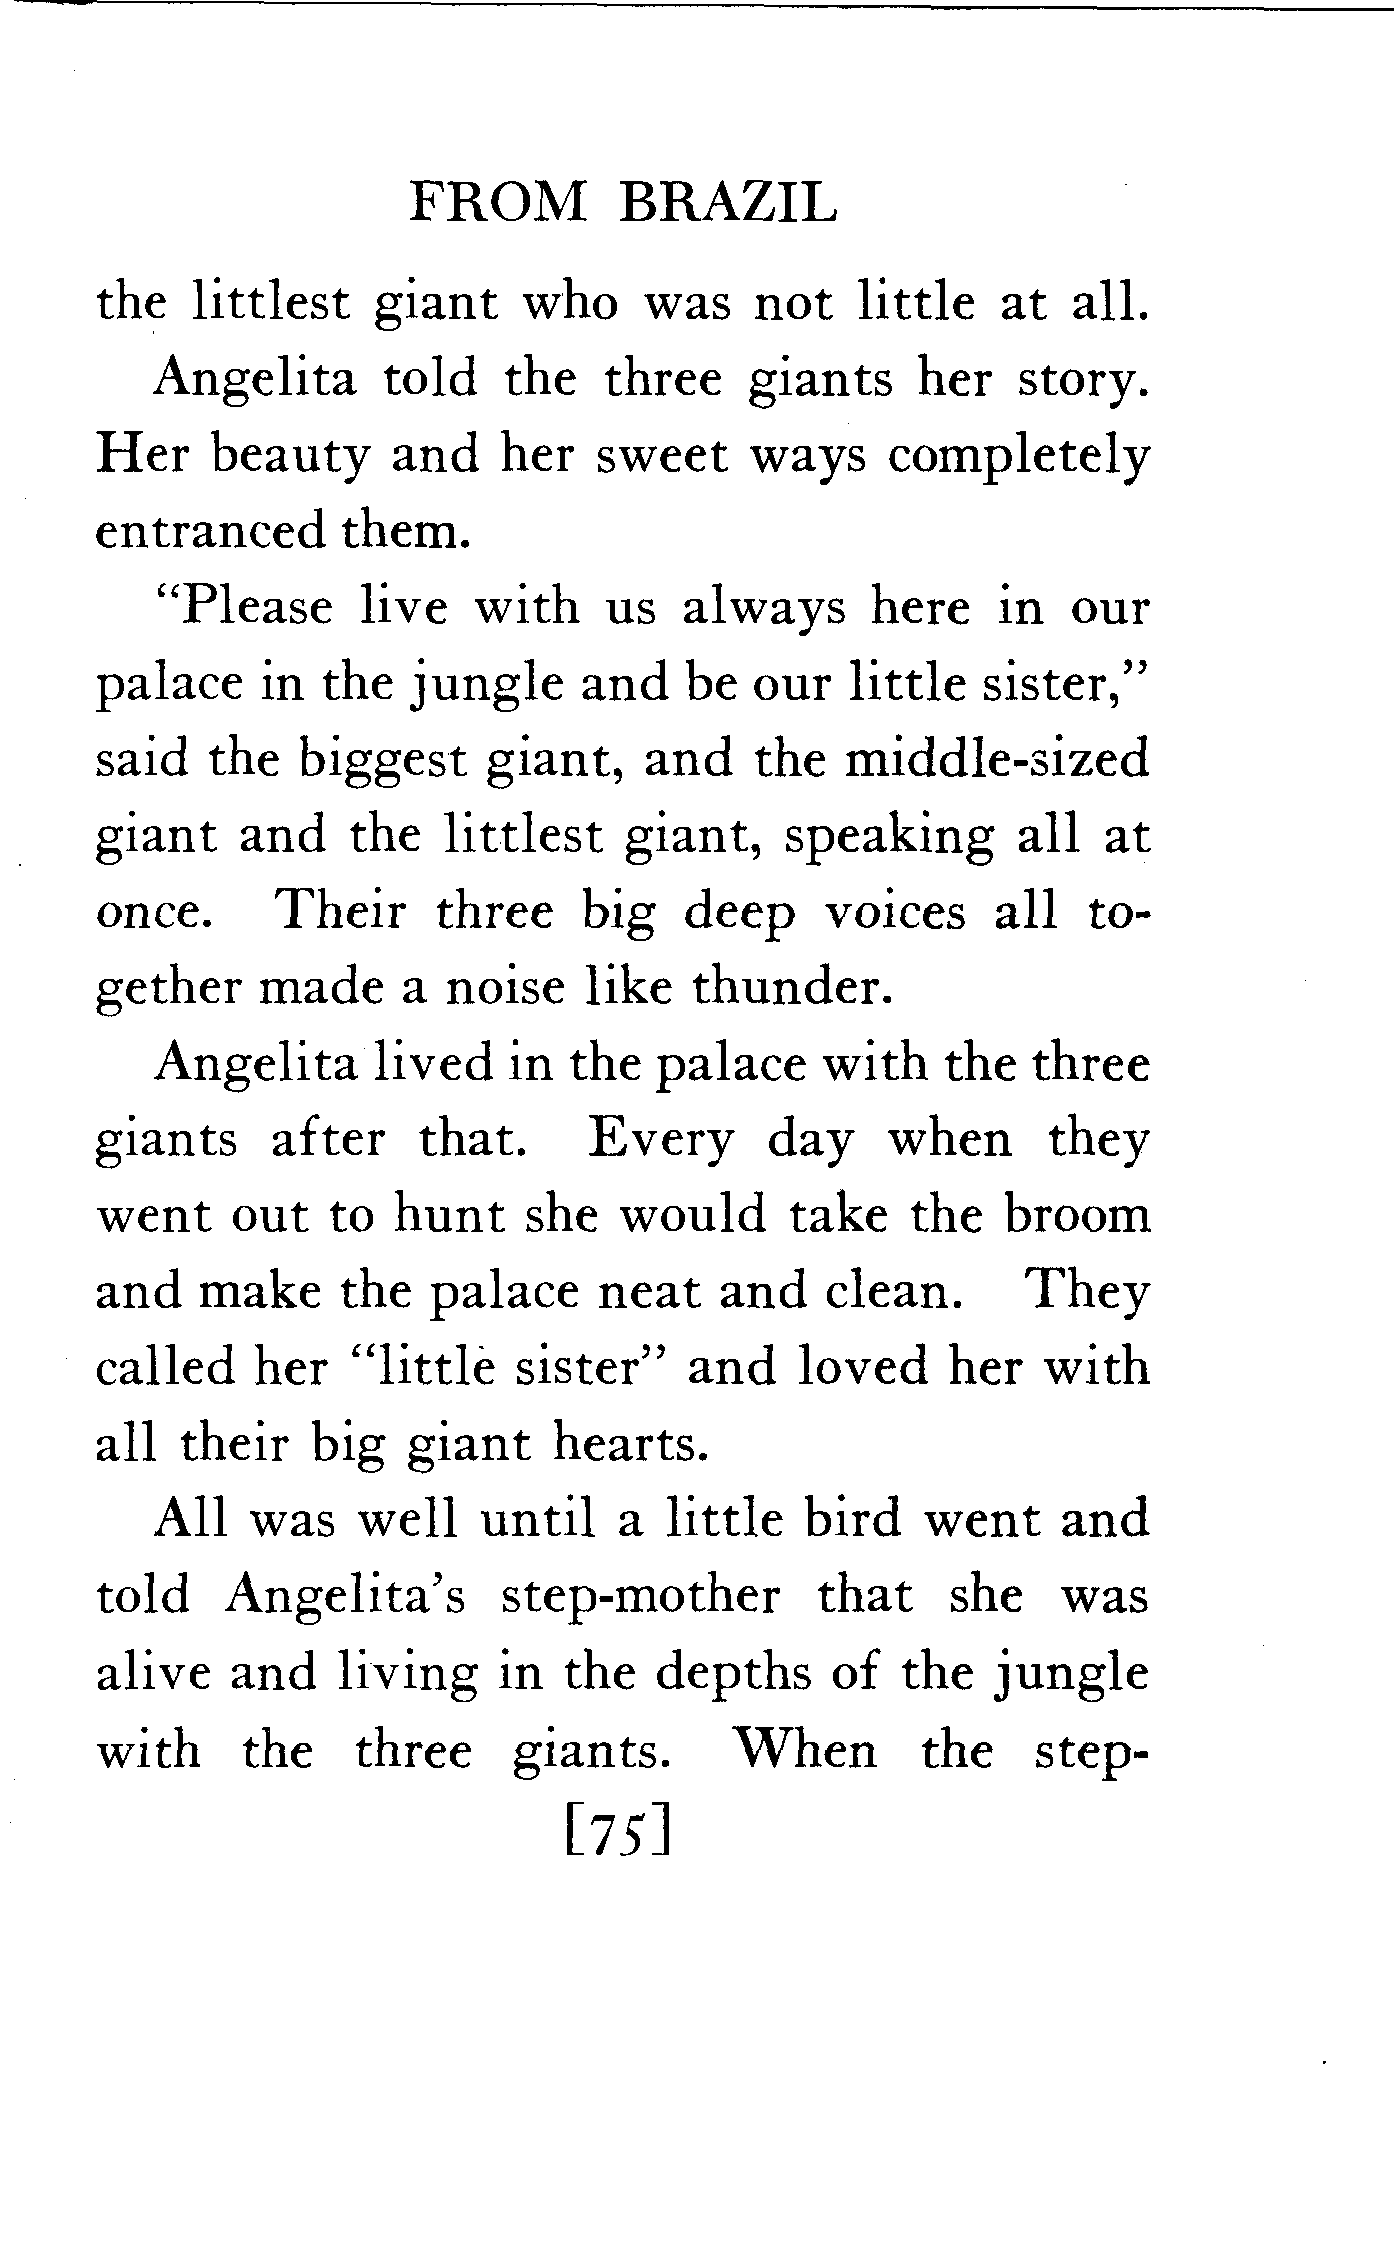 FROM BRAZIL
the littlest giant who was not little at all.
Angelita told the three giants her story.
Her beauty and her sweet ways completely
entranced them.
“Please live with us always here in our
palace in the jungle and be our little sister,”
said the biggest giant, and the middle-sized
giant and the littlest giant, speaking all at
once. Their three big deep voices all to-
gether made a noise like thunder.
Angelita lived in the palace with the three
giants after that. Every day when they
went out to hunt she would take the broom
and make the palace neat and clean. They
called her “little sister” and loved her with
all their big giant hearts.
All was well until a little bird went and
told Angelita’s step-mother that she was
alive and living in the depths of the jungle
with the three giants. When the step-
[75]